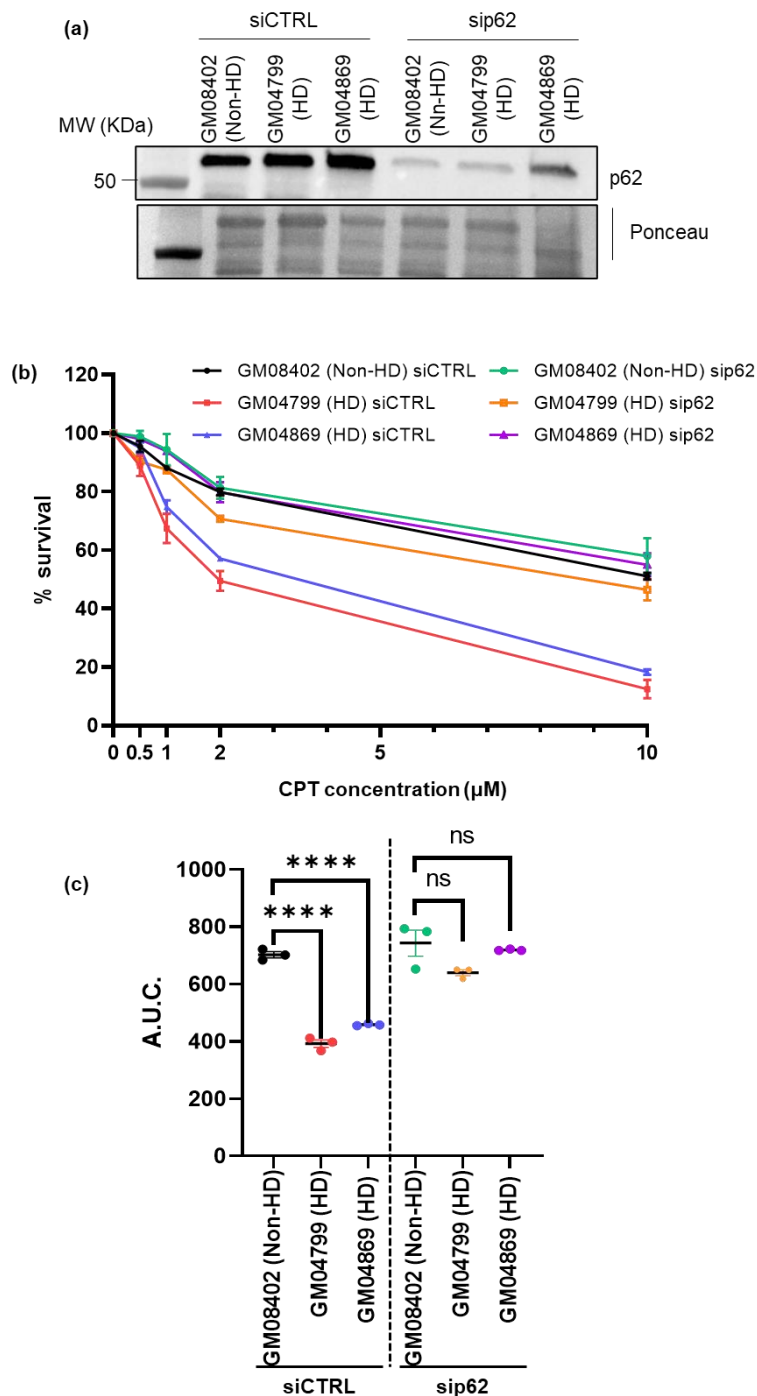 (a)
siCTRL
sip62
GM08402
(Non-HD)
GM04799
(HD)
GM04869
(HD)
GM08402
(Nn-HD)
GM04799
(HD)
GM04869
(HD)
MW (KDa)
50
p62
Ponceau
(b)
GM08402 (Non-HD) siCTRL
GM08402 (Non-HD) sip62
GM04799 (HD) siCTRL
GM04799 (HD) sip62
GM04869 (HD) siCTRL
GM04869 (HD) sip62
% survival
120
100
80
60
40
20
0
0 0.5 1 2 5 10
CPT concentration (µM)
(c)
A.U.C.
1000
800
600
400
200
0
****
****
ns
ns
GM08402 (Non-HD)
GM04799 (HD)
GM04869 (HD)
GM08402 (Non-HD)
GM04799 (HD)
GM04869 (HD)
siCTRL
sip62